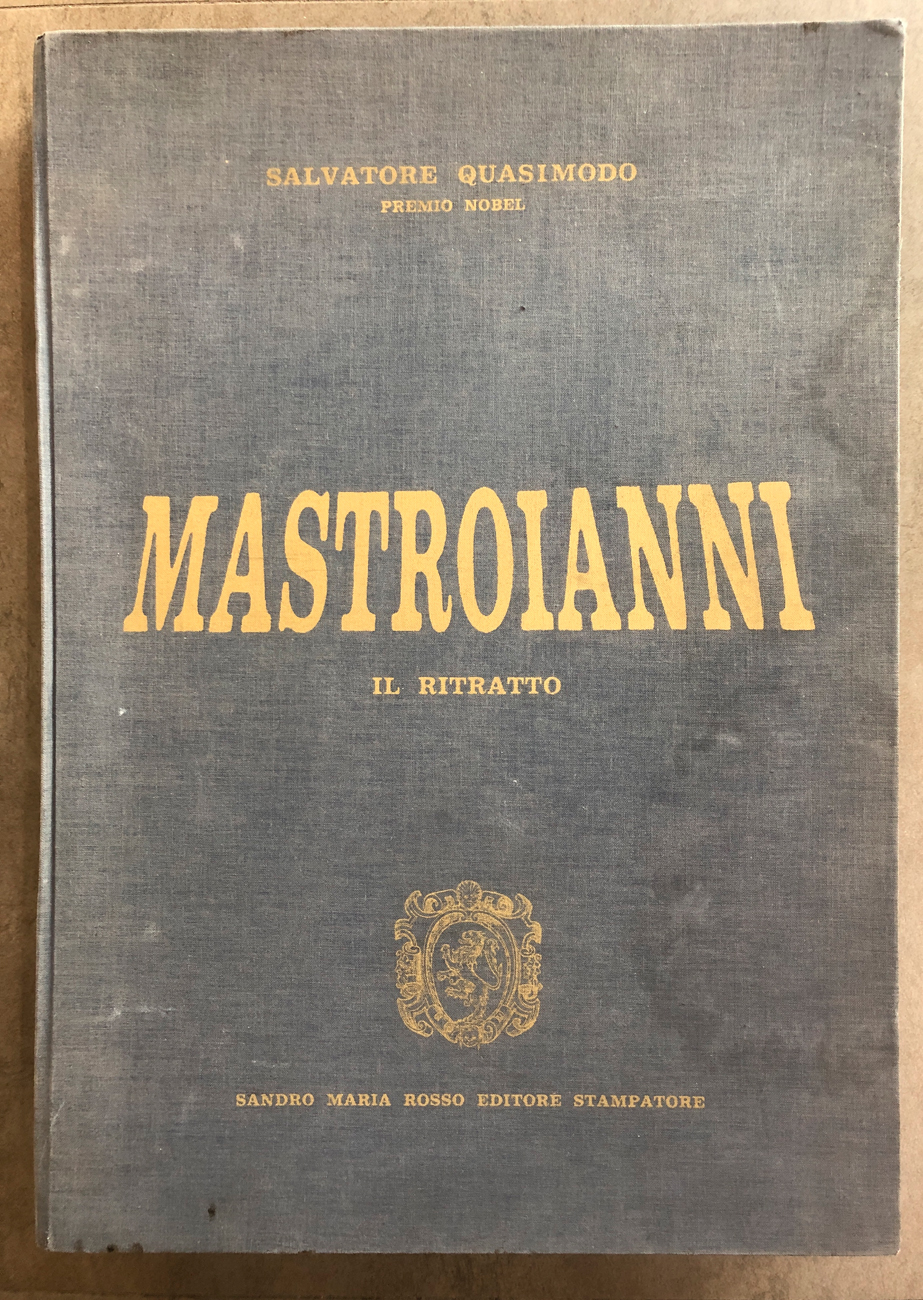 SALVATORE QUASIMODO
PREMIO NOBEL
MASTROIANNI
IL RITRATTO
SANDRO MARIA ROSSO EDITORE STAMPATORE